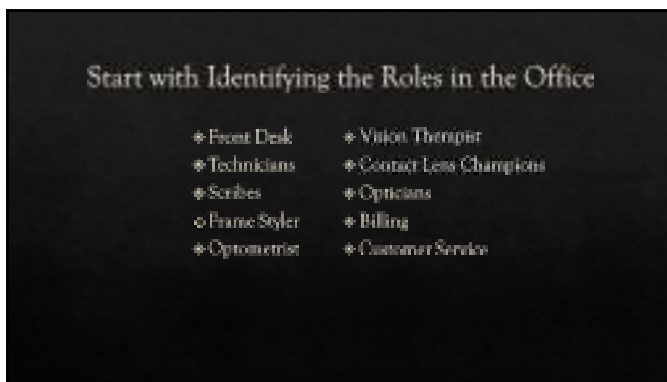 Start with Identifying the Roles in the Office
Front Desk
Technicians
Scribes
Frame Styler
Optometrist
Vision Therapist
Contact Lens Champions
Opticians
Billing
Customer Service